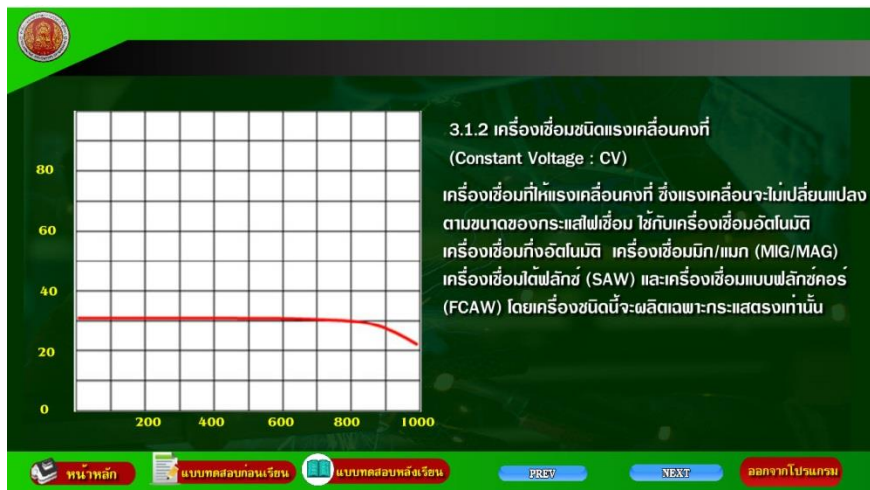 3.1.2 เครื่องเชื่อมชนิดแรงเคลื่อนคงที่
(Constant Voltage : CV)
เครื่องเชื่อมที่ให้แรงเคลื่อนคงที่ ซึ่งแรงเคลื่อนจะไม่เปลี่ยนแปลง
ตามขนาดของกระแสไฟเชื่อม ใช้กับเครื่องเชื่อมอัตโนมัติ
เครื่องเชื่อมกึ่งอัตโนมัติ เครื่องเชื่อมมิก/แมก (MIG/MAG)
เครื่องเชื่อมใต้ฟลักซ์ (SAW) และเครื่องเชื่อมแบบฟลักซ์คอร์
(FCAW) โดยเครื่องชนิดนี้จะผลิตเฉพาะกระแสตรงเท่านั้น
80
60
40
20
0
200 400 600 800 1000
หน้าหลัก แบบทดสอบก่อนเรียน แบบทดสอบหลังเรียน PREV NEXT ออกจากโปรแกรม